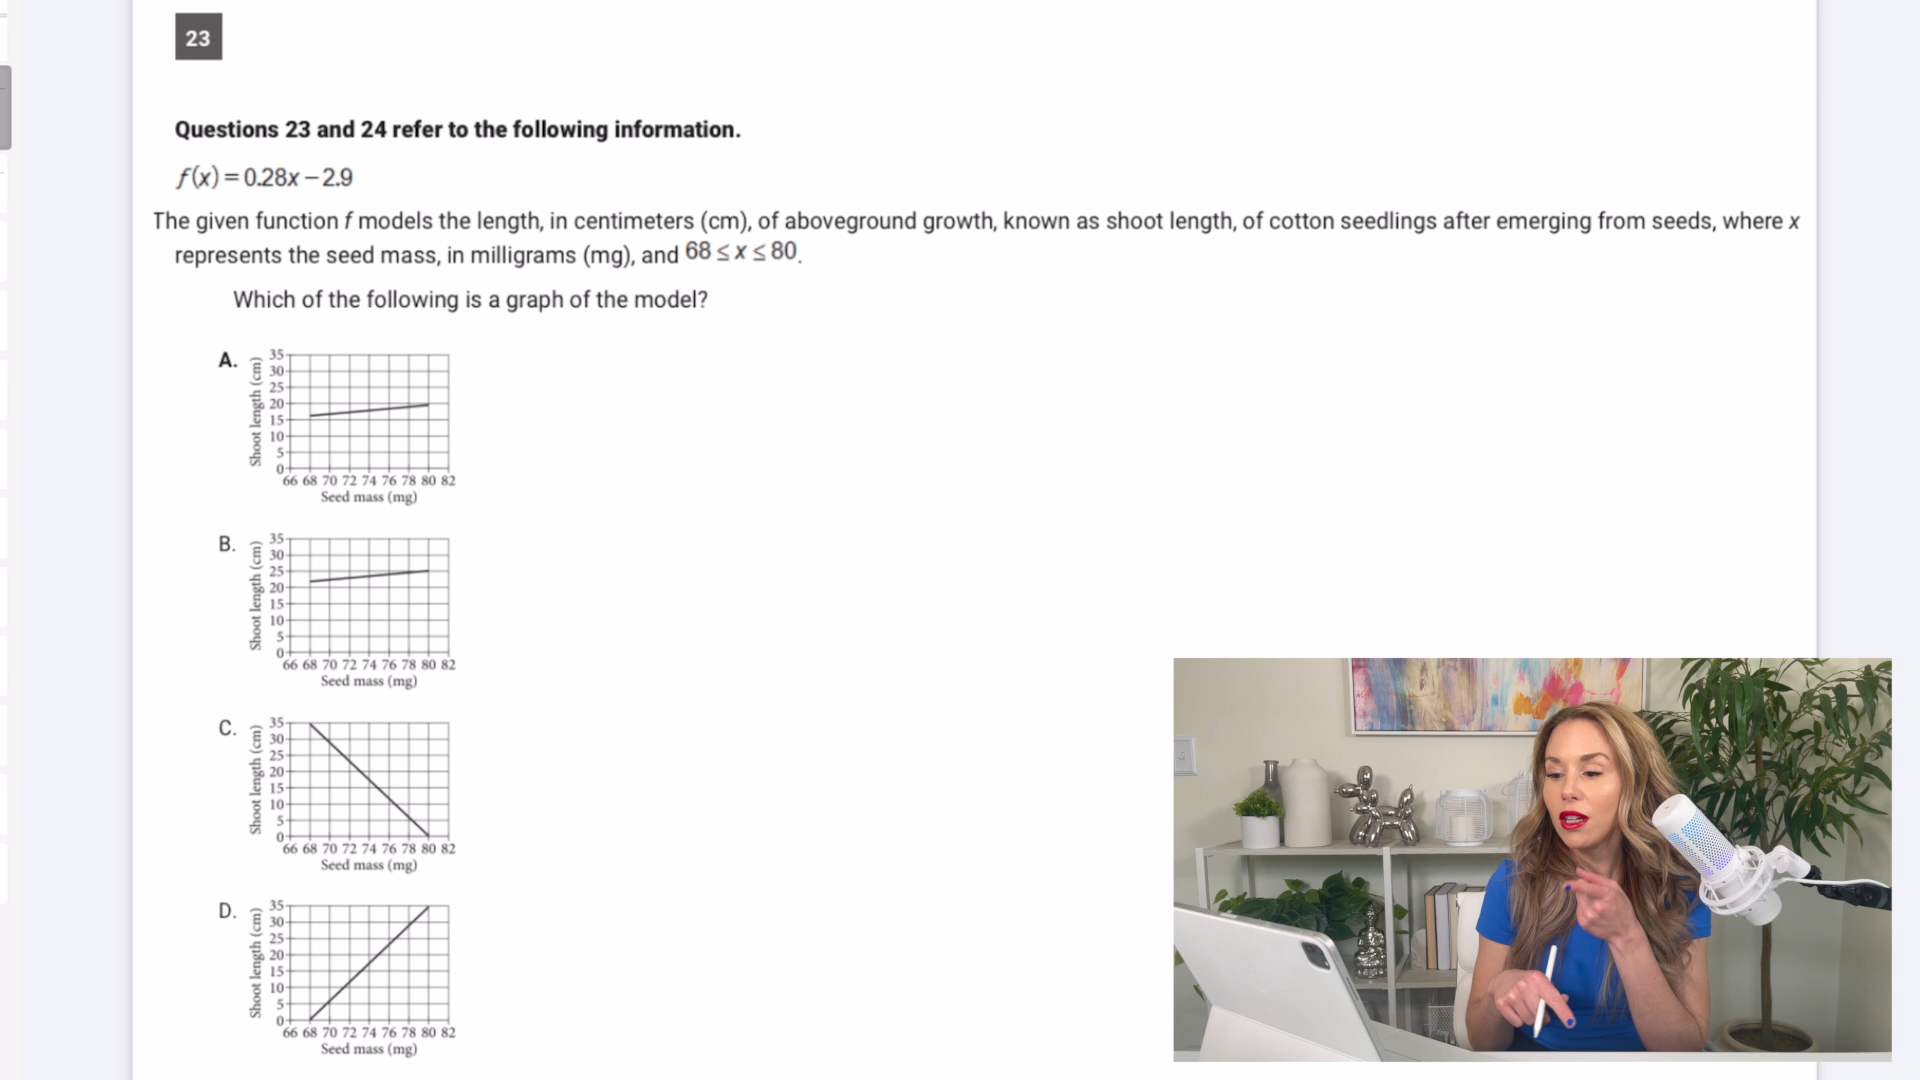 23
Questions 23 and 24 refer to the following information.
f(x) = 0.28x – 2.9
The given function f models the length, in centimeters (cm), of aboveground growth, known as shoot length, of cotton seedlings after emerging from seeds, where x
represents the seed mass, in milligrams (mg), and 68 ≤ x ≤ 80.
Which of the following is a graph of the model?
A.
Shoot length (cm)
35
30
25
20
15
10
5
0
66 68 70 72 74 76 78 80 82
Seed mass (mg)
B.
Shoot length (cm)
35
30
25
20
15
10
5
0
66 68 70 72 74 76 78 80 82
Seed mass (mg)
C.
Shoot length (cm)
35
30
25
20
15
10
5
0
66 68 70 72 74 76 78 80 82
Seed mass (mg)
D.
Shoot length (cm)
35
30
25
20
15
10
5
0
66 68 70 72 74 76 78 80 82
Seed mass (mg)